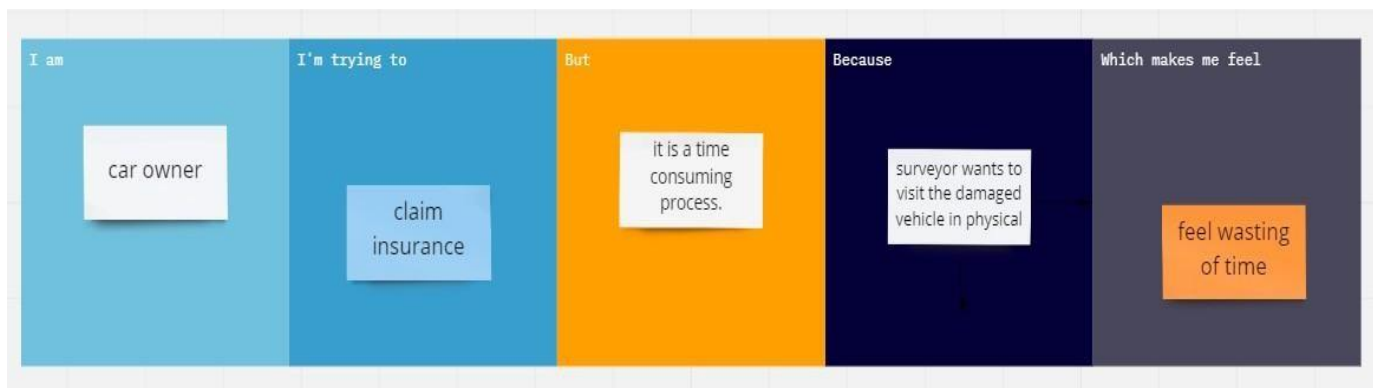 I am
car owner
I'm trying to
claim
insurance
But
it is a time
consuming
process.
Because
surveyor wants to
visit the damaged
vehicle in physical
Which makes me feel
feel wasting
of time